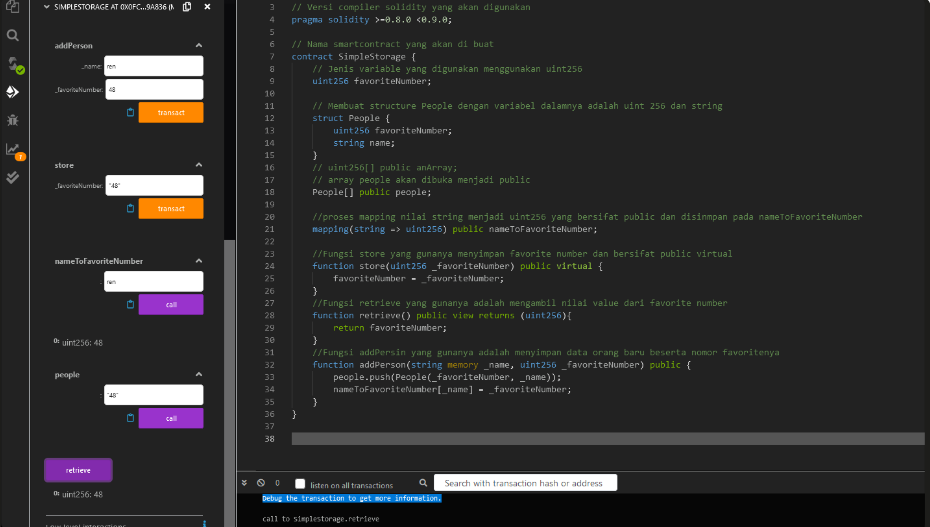 SIMPLESTORAGE AT 0X0FC...9A836 (M
addPerson
_name: ren
_favoriteNumber: 48
transact
store
_favoriteNumber: "48"
transact
nameToFavoriteNumber
: ren
call
0: uint256: 48
people
: "48"
call
retrieve
0: uint256: 48
3 // Versi compiler solidity yang akan digunakan
4 pragma solidity >=0.8.0 <0.9.0;
5
6 // Nama smartcontract yang akan di buat
7 contract SimpleStorage {
8 // Jenis variable yang digunakan menggunakan uint256
9 uint256 favoriteNumber;
10
11 // Membuat structure People dengan variabel dalamnya adalah uint 256 dan string
12 struct People {
13 uint256 favoriteNumber;
14 string name;
15 }
16 // uint256[] public anArray;
17 // array people akan dibuka menjadi public
18 People[] public people;
19
20 //proses mapping nilai string menjadi uint256 yang bersifat public dan disinmpan pada nameToFavoriteNumber
21 mapping(string => uint256) public nameToFavoriteNumber;
22
23 //Fungsi store yang gunanya menyimpan favorite number dan bersifat public virtual
24 function store(uint256 _favoriteNumber) public virtual {
25 favoriteNumber = _favoriteNumber;
26 }
27 //Fungsi retrieve yang gunanya adalah mengambil nilai value dari favorite number
28 function retrieve() public view returns (uint256){
29 return favoriteNumber;
30 }
31 //Fungsi addPersin yang gunanya adalah menyimpan data orang baru beserta nomor favoritenya
32 function addPerson(string memory _name, uint256 _favoriteNumber) public {
33 people.push(People(_favoriteNumber, _name));
34 nameToFavoriteNumber[_name] = _favoriteNumber;
35 }
36 }
37
38
0 listen on all transactions Search with transaction hash or address
Debug the transaction to get more information.
call to simplestorage.retrieve